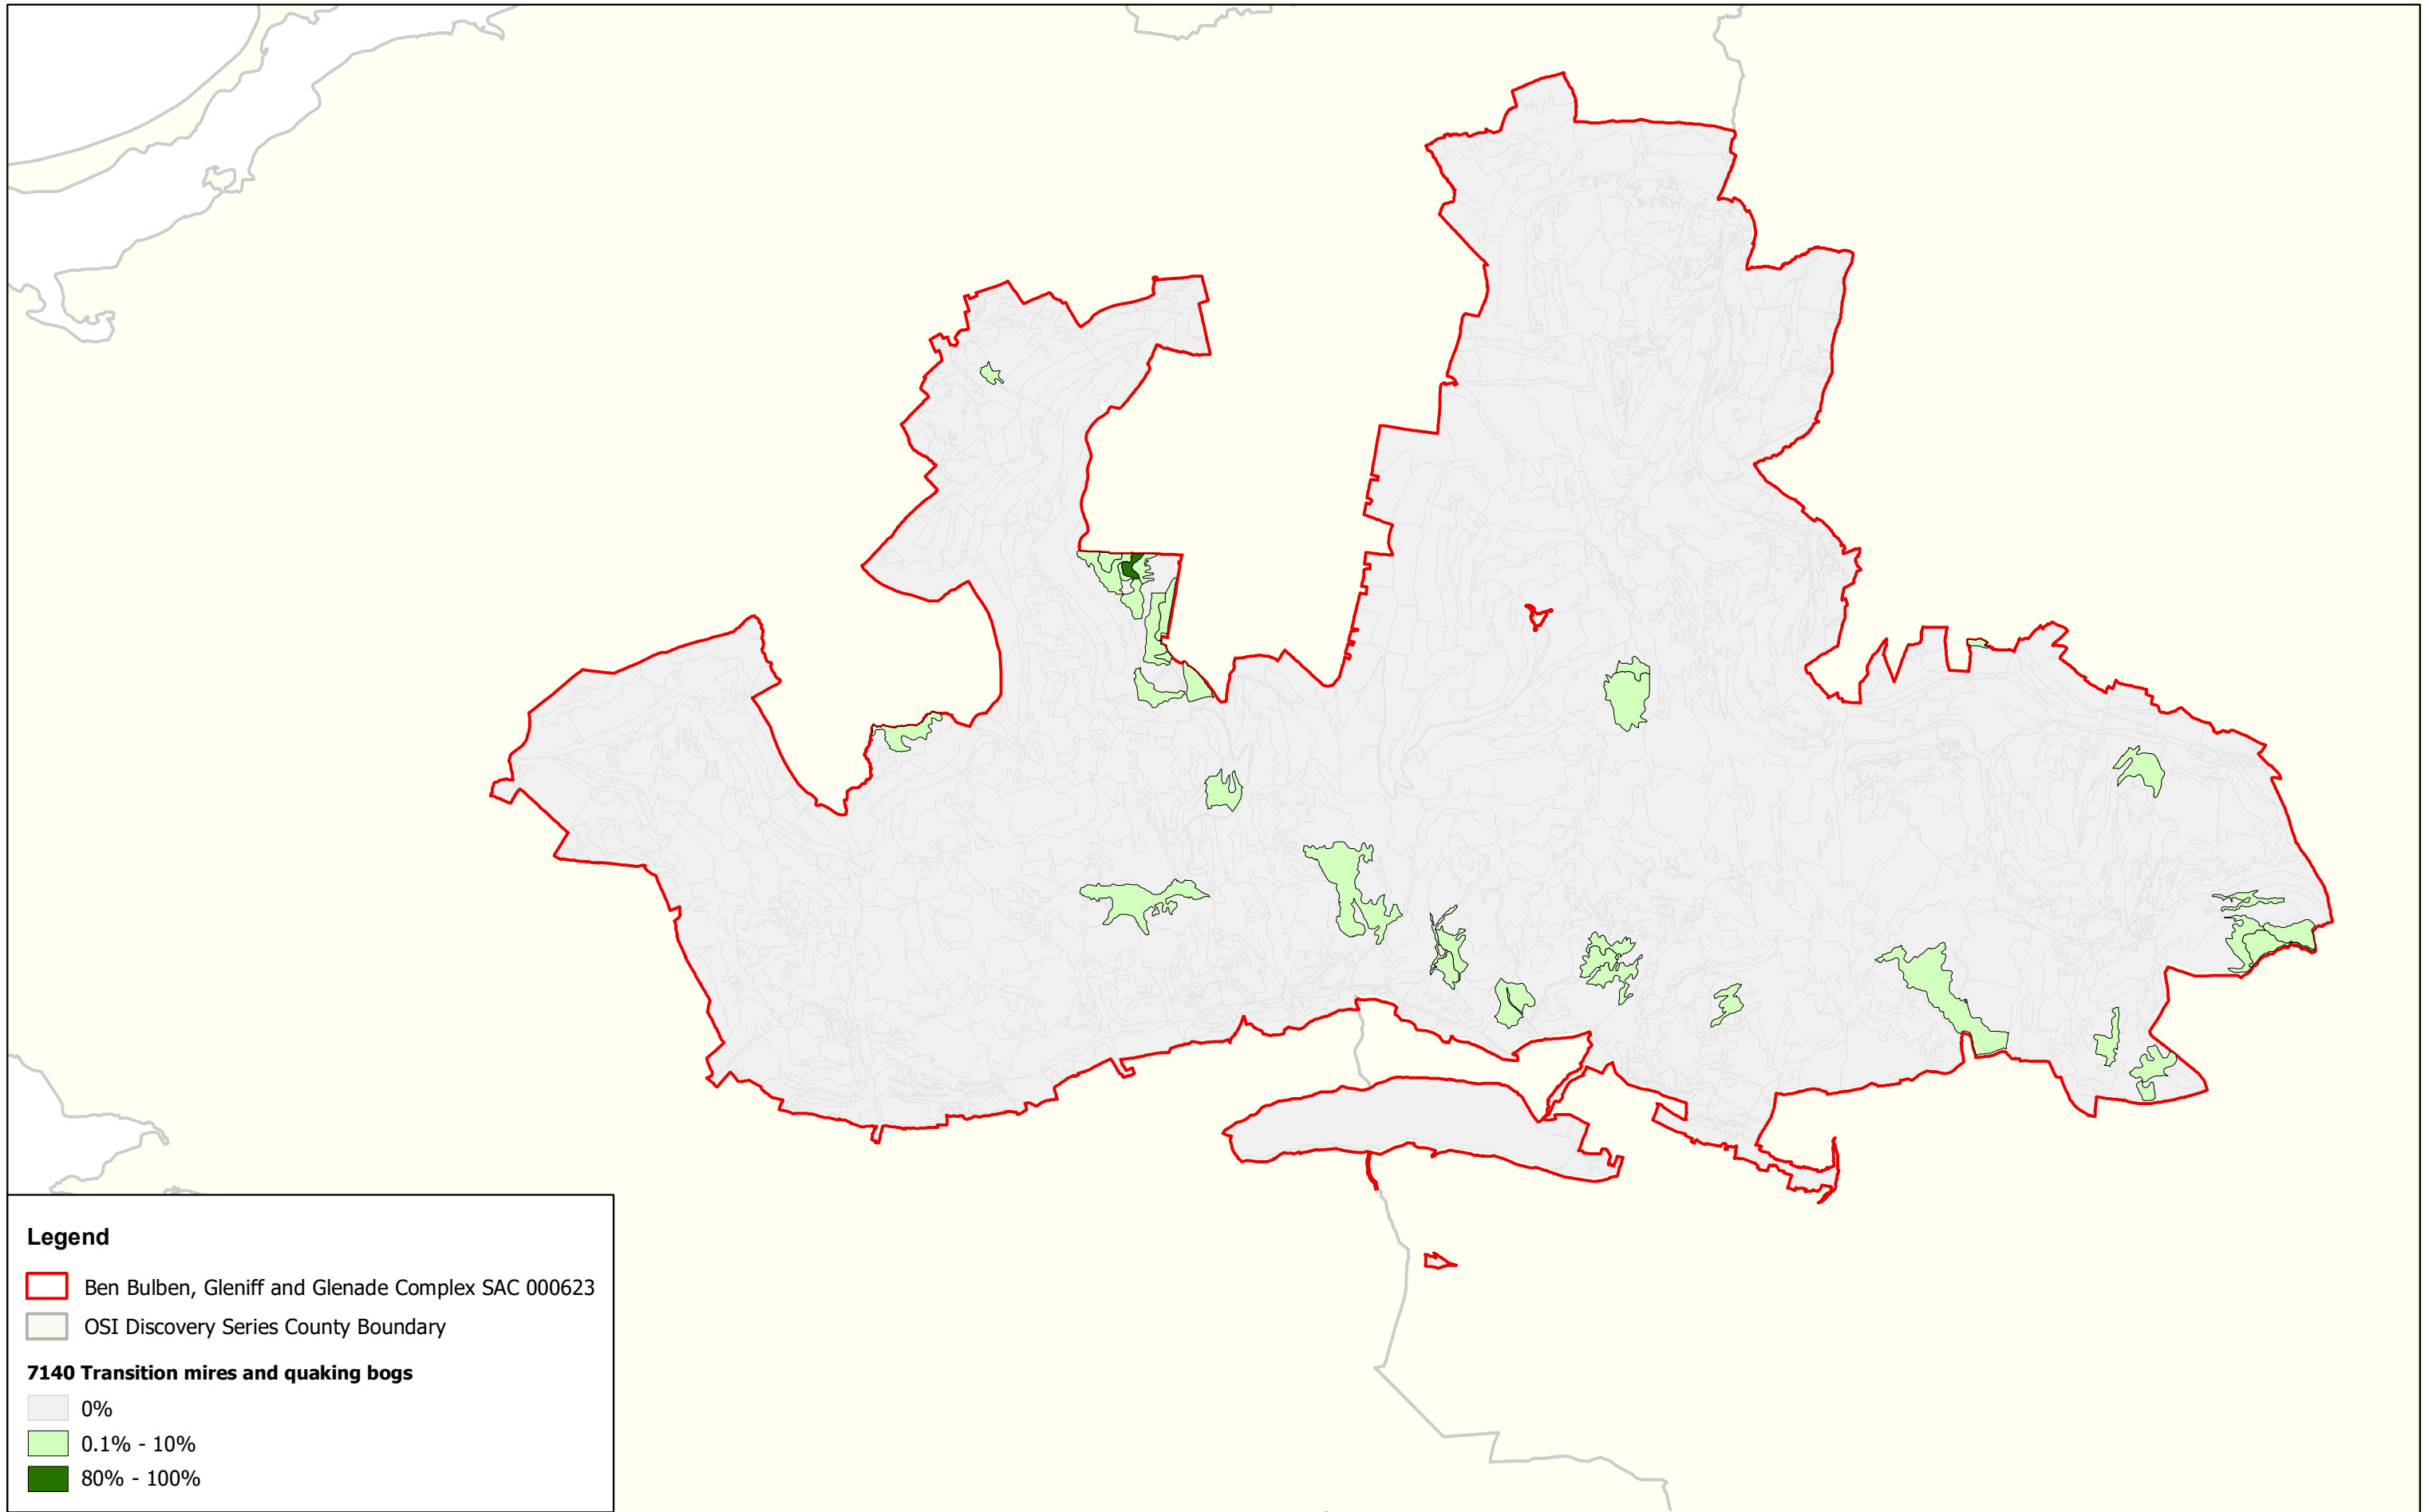 Legend
Ben Bulben, Gleniff and Glenade Complex SAC 000623
OSI Discovery Series County Boundary
7140 Transition mires and quaking bogs
0%
0.1% - 10%
80% - 100%